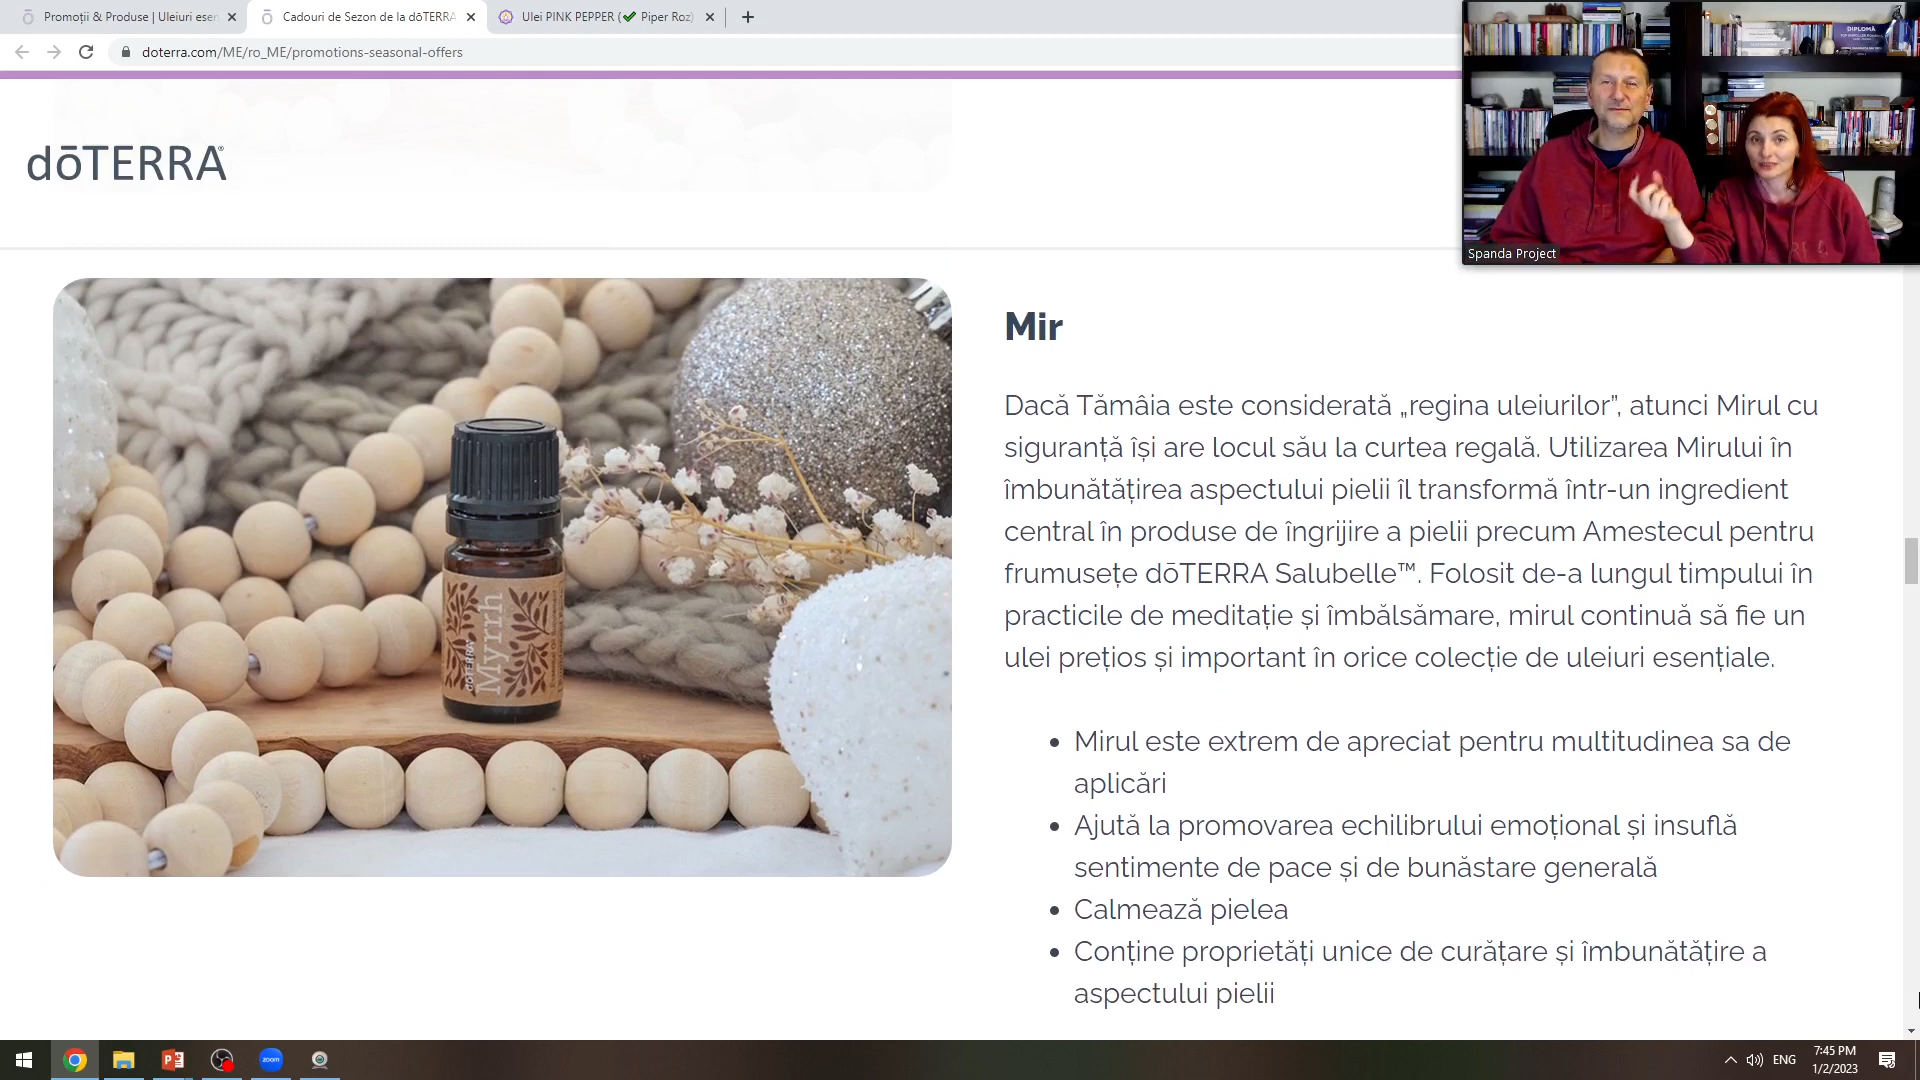 Promoții & Produse | Uleiuri esen
Cadouri de Sezon de la dōTERRA
Ulei PINK PEPPER (✔ Piper Roz)
doterra.com/ME/ro_ME/promotions-seasonal-offers
dōTERRA®
DIPLOMĂ
Spanda Project
Mir
Dacă Tămâia este considerată „regina uleiurilor”, atunci Mirul cu
siguranță își are locul său la curtea regală. Utilizarea Mirului în
îmbunătățirea aspectului pielii îl transformă într-un ingredient
central în produse de îngrijire a pielii precum Amestecul pentru
frumusețe dōTERRA Salubelle™. Folosit de-a lungul timpului în
practicile de meditație și îmbălsămare, mirul continuă să fie un
ulei prețios și important în orice colecție de uleiuri esențiale.
• Mirul este extrem de apreciat pentru multitudinea sa de
aplicări
• Ajută la promovarea echilibrului emoțional și insuflă
sentimente de pace și de bunăstare generală
• Calmează pielea
• Conține proprietăți unice de curățare și îmbunătățire a
aspectului pielii
dōTERRA
Myrrh
zoom
ENG
7:45 PM
1/2/2023